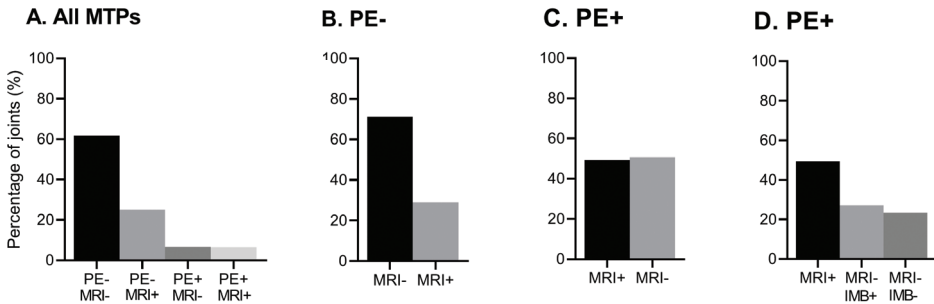 A. All MTPs
Percentage of joints (%)
100
80
60
40
20
0
PE- PE- PE+ PE+
MRI- MRI+ MRI- MRI+
B. PE-
100
80
60
40
20
0
MRI- MRI+
C. PE+
100
80
60
40
20
0
MRI+ MRI-
D. PE+
100
80
60
40
20
0
MRI+ MRI- MRI-
IMB+ IMB-